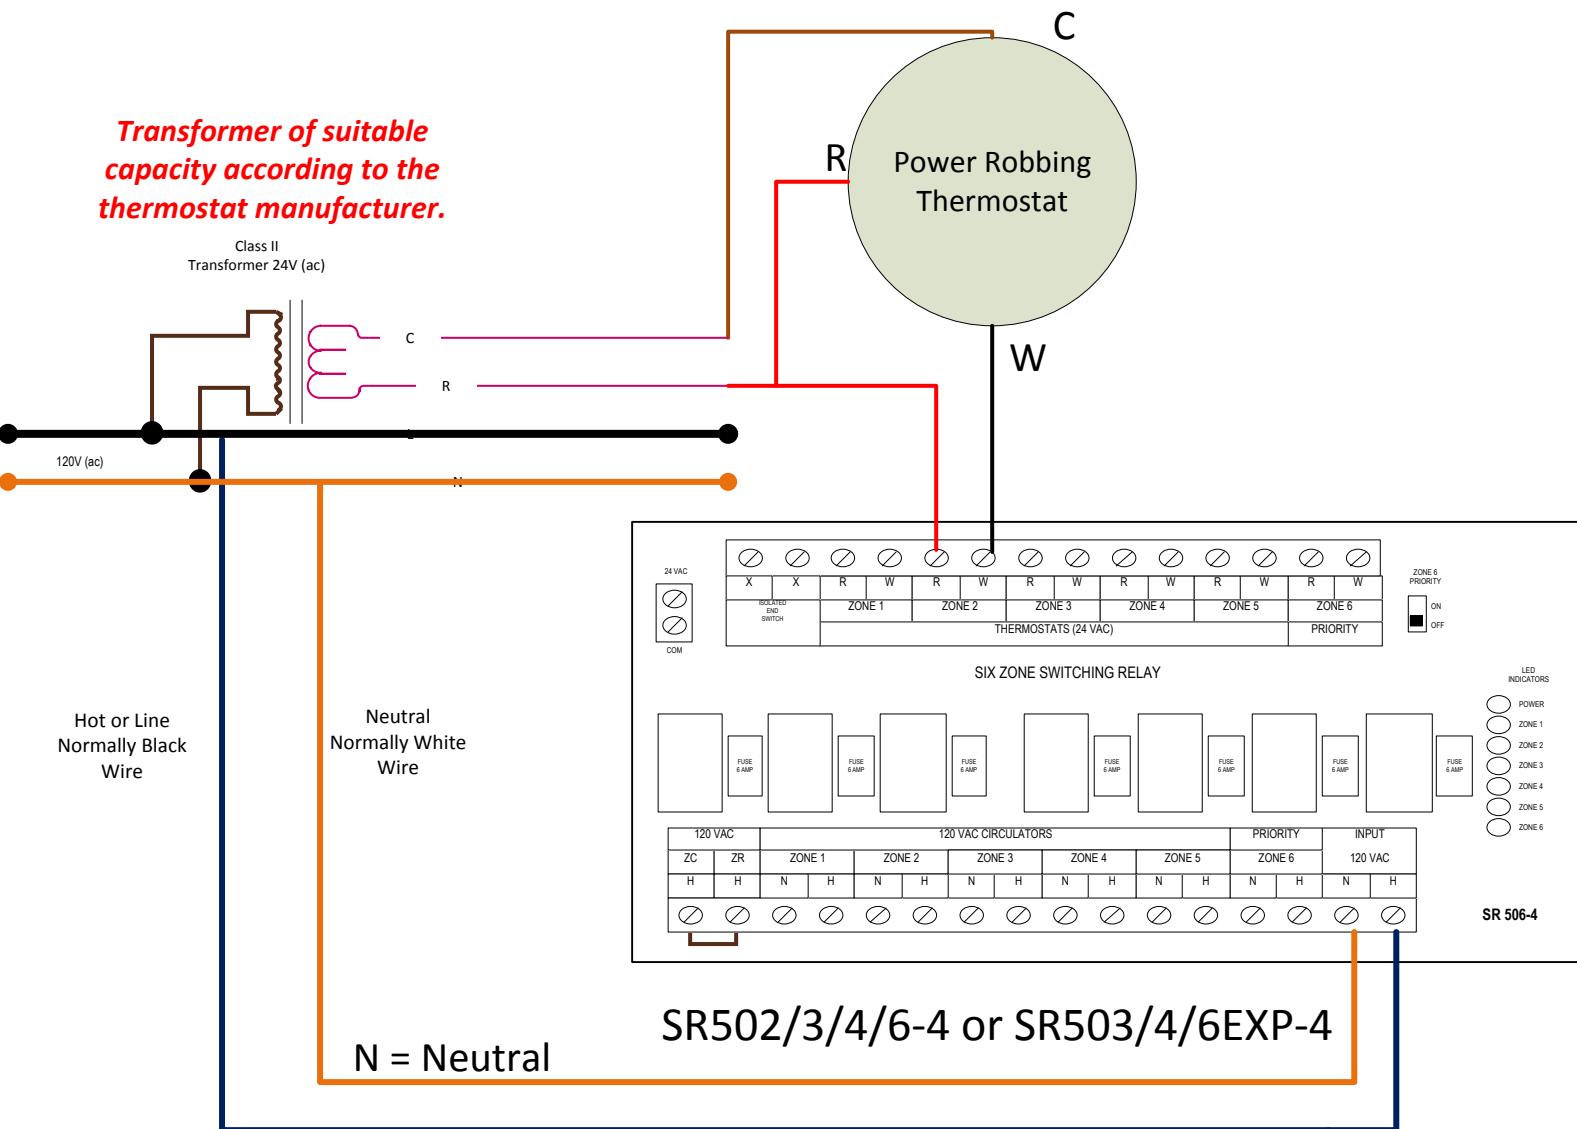 C
Transformer of suitable
capacity according to the
thermostat manufacturer.
R
Power Robbing
Thermostat
Class II
Transformer 24V (ac)
C
W
R
L
120V (ac)
N
24 VAC
COM
X X R W R W R W R W R W R W
ISOLATED
END
SWITCH
ZONE 1 ZONE 2 ZONE 3 ZONE 4 ZONE 5 ZONE 6
THERMOSTATS (24 VAC) PRIORITY
ZONE 6
PRIORITY
ON
OFF
SIX ZONE SWITCHING RELAY
LED
INDICATORS
POWER
ZONE 1
ZONE 2
ZONE 3
ZONE 4
ZONE 5
ZONE 6
Hot or Line
Normally Black
Wire
Neutral
Normally White
Wire
FUSE
6 AMP
FUSE
6 AMP
FUSE
6 AMP
FUSE
6 AMP
FUSE
6 AMP
FUSE
6 AMP
FUSE
6 AMP
120 VAC 120 VAC CIRCULATORS PRIORITY INPUT
ZC ZR ZONE 1 ZONE 2 ZONE 3 ZONE 4 ZONE 5 ZONE 6 120 VAC
H H N H N H N H N H N H N H N H
SR 506-4
SR502/3/4/6-4 or SR503/4/6EXP-4
N = Neutral